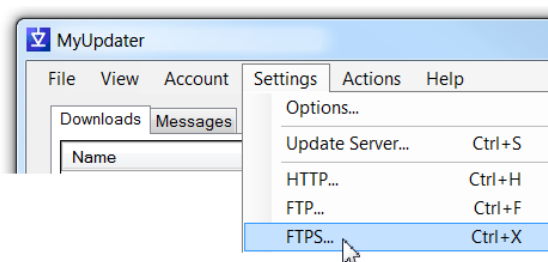 MyUpdater
File View Account Settings Actions Help
Options...
Downloads Messages
Update Server... Ctrl+S
Name
HTTP... Ctrl+H
FTP... Ctrl+F
FTPS... Ctrl+X